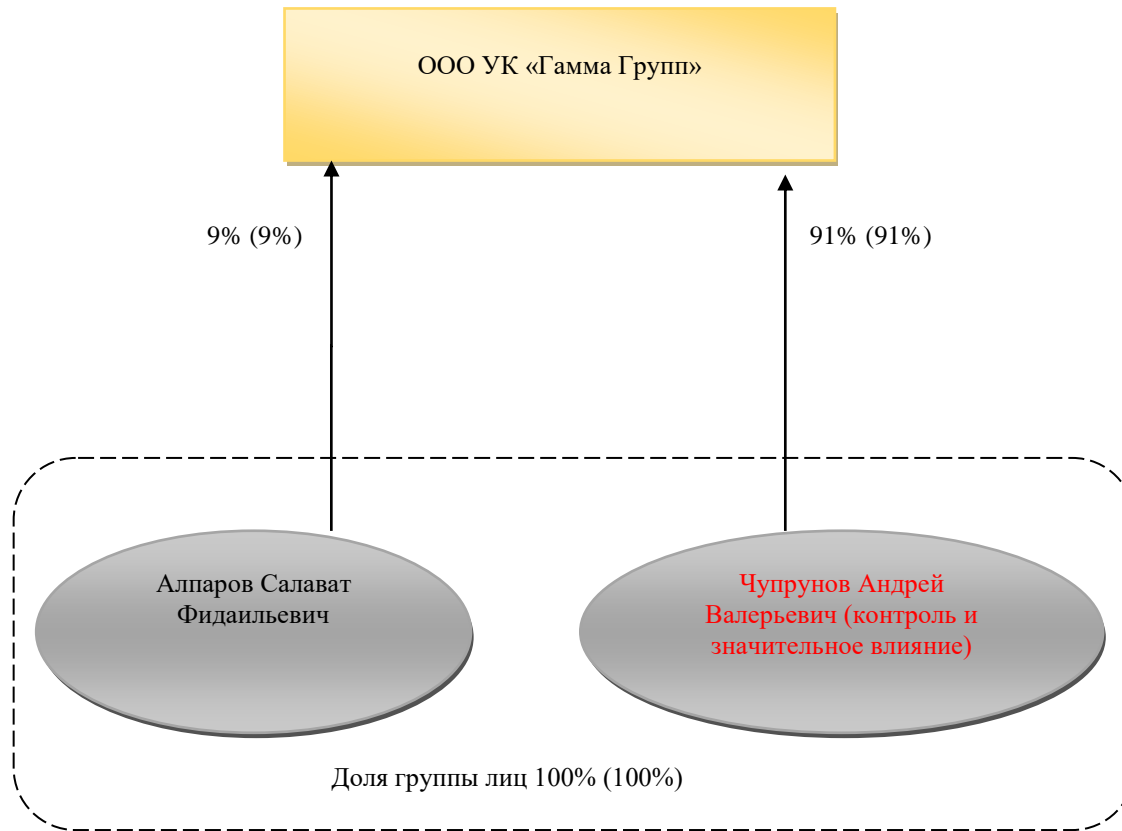 ООО УК «Гамма Групп»
9% (9%)
91% (91%)
Алпаров Салават
Фидаильевич
Чупрунов Андрей
Валерьевич (контроль и
значительное влияние)
Доля группы лиц 100% (100%)